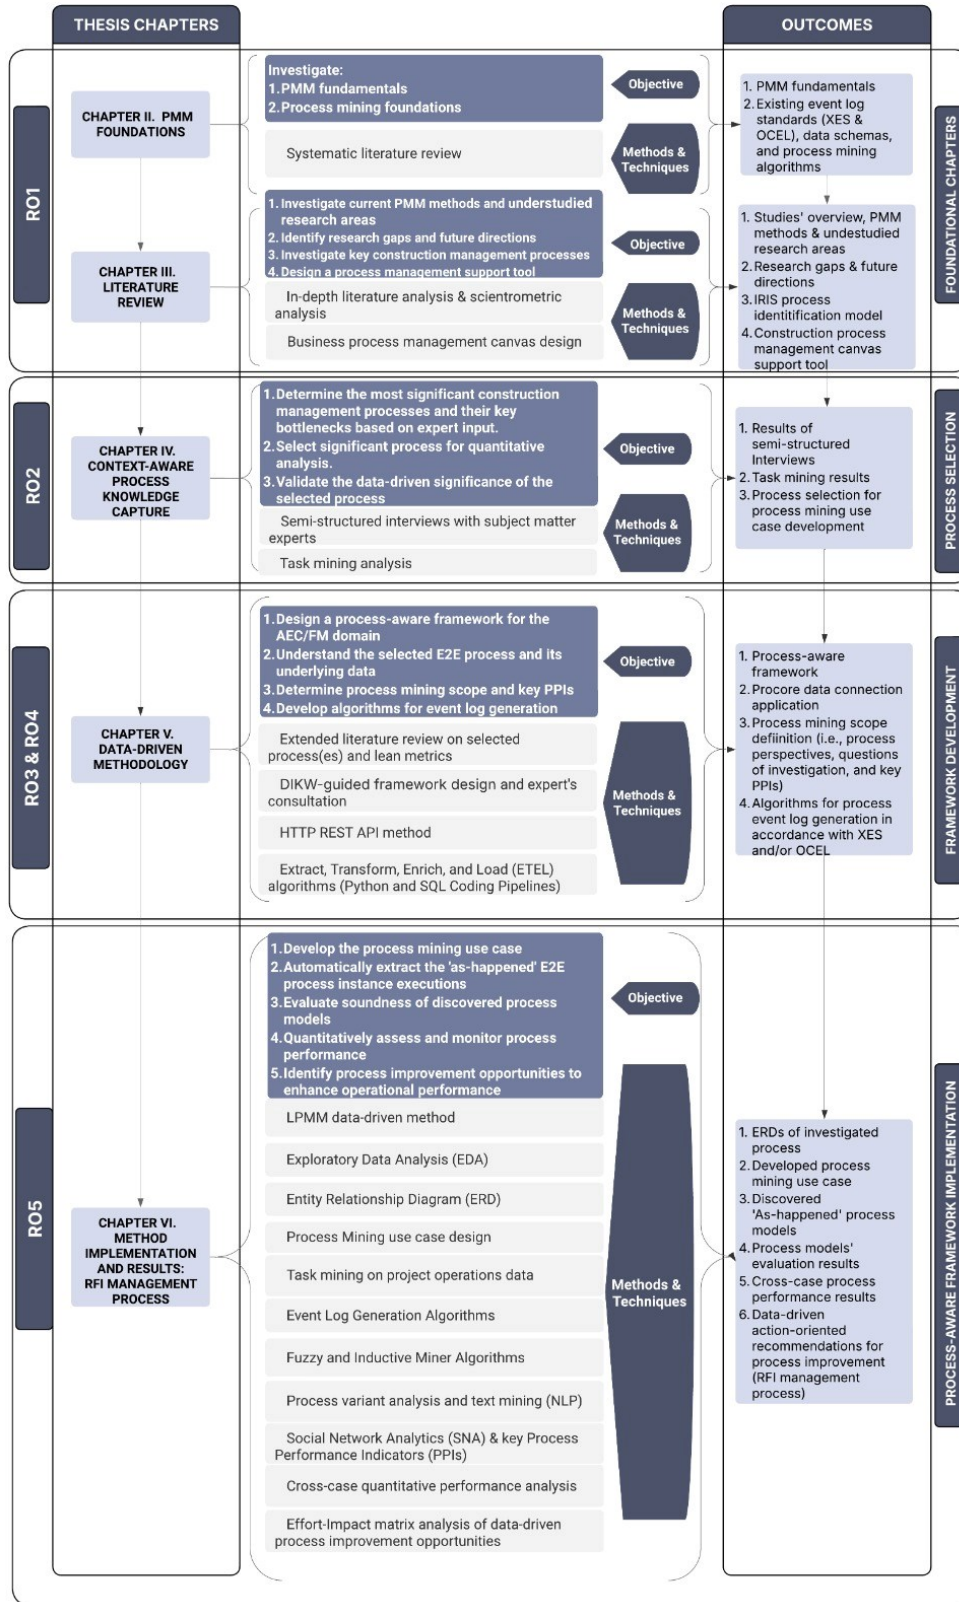 THESIS CHAPTERS
OUTCOMES
RO1
CHAPTER II. PMM
FOUNDATIONS
Investigate:
1. PMM fundamentals
2. Process mining foundations
Objective
Systematic literature review
Methods &
Techniques
1. PMM fundamentals
2. Existing event log
standards (XES &
OCEL), data schemas,
and process mining
algorithms
FOUNDATIONAL CHAPTERS
CHAPTER III.
LITERATURE
REVIEW
1. Investigate current PMM methods and understudied
research areas
2. Identify research gaps and future directions
3. Investigate key construction management processes
4. Design a process management support tool
Objective
In-depth literature analysis & scientrometric
analysis
Business process management canvas design
Methods &
Techniques
1. Studies' overview, PMM
methods & undestudied
research areas
2. Research gaps & future
directions
3. IRIS process
identitification model
4. Construction process
management canvas
support tool
RO2
CHAPTER IV.
CONTEXT-AWARE
PROCESS
KNOWLEDGE
CAPTURE
1. Determine the most significant construction
management processes and their key
bottlenecks based on expert input.
2. Select significant process for quantitative
analysis.
3. Validate the data-driven significance of the
selected process
Objective
Semi-structured interviews with subject matter
experts
Task mining analysis
Methods &
Techniques
1. Results of
semi-structured
Interviews
2. Task mining results
3. Process selection for
process mining use
case development
PROCESS SELECTION
RO3 & RO4
CHAPTER V.
DATA-DRIVEN
METHODOLOGY
1. Design a process-aware framework for the
AEC/FM domain
2. Understand the selected E2E process and its
underlying data
3. Determine process mining scope and key PPIs
4. Develop algorithms for event log generation
Objective
Extended literature review on selected
process(es) and lean metrics
DIKW-guided framework design and expert's
consultation
HTTP REST API method
Extract, Transform, Enrich, and Load (ETEL)
algorithms (Python and SQL Coding Pipelines)
Methods &
Techniques
1. Process-aware
framework
2. Procore data connection
application
3. Process mining scope
defiinition (i.e., process
perspectives, questions
of investigation, and key
PPIs)
4. Algorithms for process
event log generation in
accordance with XES
and/or OCEL
FRAMEWORK DEVELOPMENT
RO5
CHAPTER VI.
METHOD
IMPLEMENTATION
AND RESULTS:
RFI MANAGEMENT
PROCESS
1. Develop the process mining use case
2. Automatically extract the 'as-happened' E2E
process instance executions
3. Evaluate soundness of discovered process
models
4. Quantitatively assess and monitor process
performance
5. Identify process improvement opportunities to
enhance operational performance
Objective
LPMM data-driven method
Exploratory Data Analysis (EDA)
Entity Relationship Diagram (ERD)
Process Mining use case design
Task mining on project operations data
Event Log Generation Algorithms
Fuzzy and Inductive Miner Algorithms
Process variant analysis and text mining (NLP)
Social Network Analytics (SNA) & key Process
Performance Indicators (PPIs)
Cross-case quantitative performance analysis
Effort-Impact matrix analysis of data-driven
process improvement opportunities
Methods &
Techniques
1. ERDs of investigated
process
2. Developed process
mining use case
3. Discovered
'As-happened' process
models
4. Process models'
evaluation results
5. Cross-case process
performance results
6. Data-driven
action-oriented
recommendations for
process improvement
(RFI management
process)
PROCESS-AWARE FRAMEWORK IMPLEMENTATION